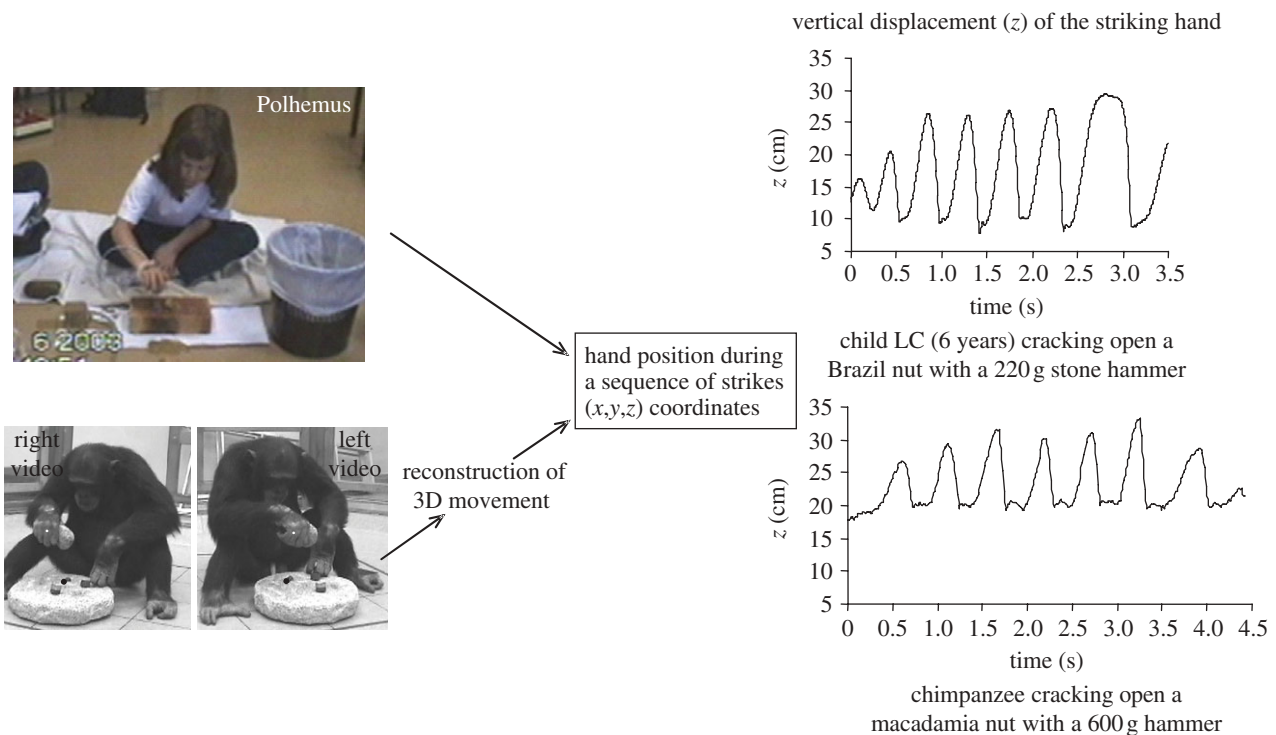 vertical displacement (z) of the striking hand
Polhemus
35
30
25
20
15
10
5
z (cm)
0 0.5 1.0 1.5 2.0 2.5 3.0 3.5
time (s)
child LC (6 years) cracking open a
Brazil nut with a 220 g stone hammer
hand position during
a sequence of strikes
(x,y,z) coordinates
right
video
left
video
reconstruction of
3D movement
35
30
25
20
15
10
5
z (cm)
0 0.5 1.0 1.5 2.0 2.5 3.0 3.5 4.0 4.5
time (s)
chimpanzee cracking open a
macadamia nut with a 600 g hammer
6 2003